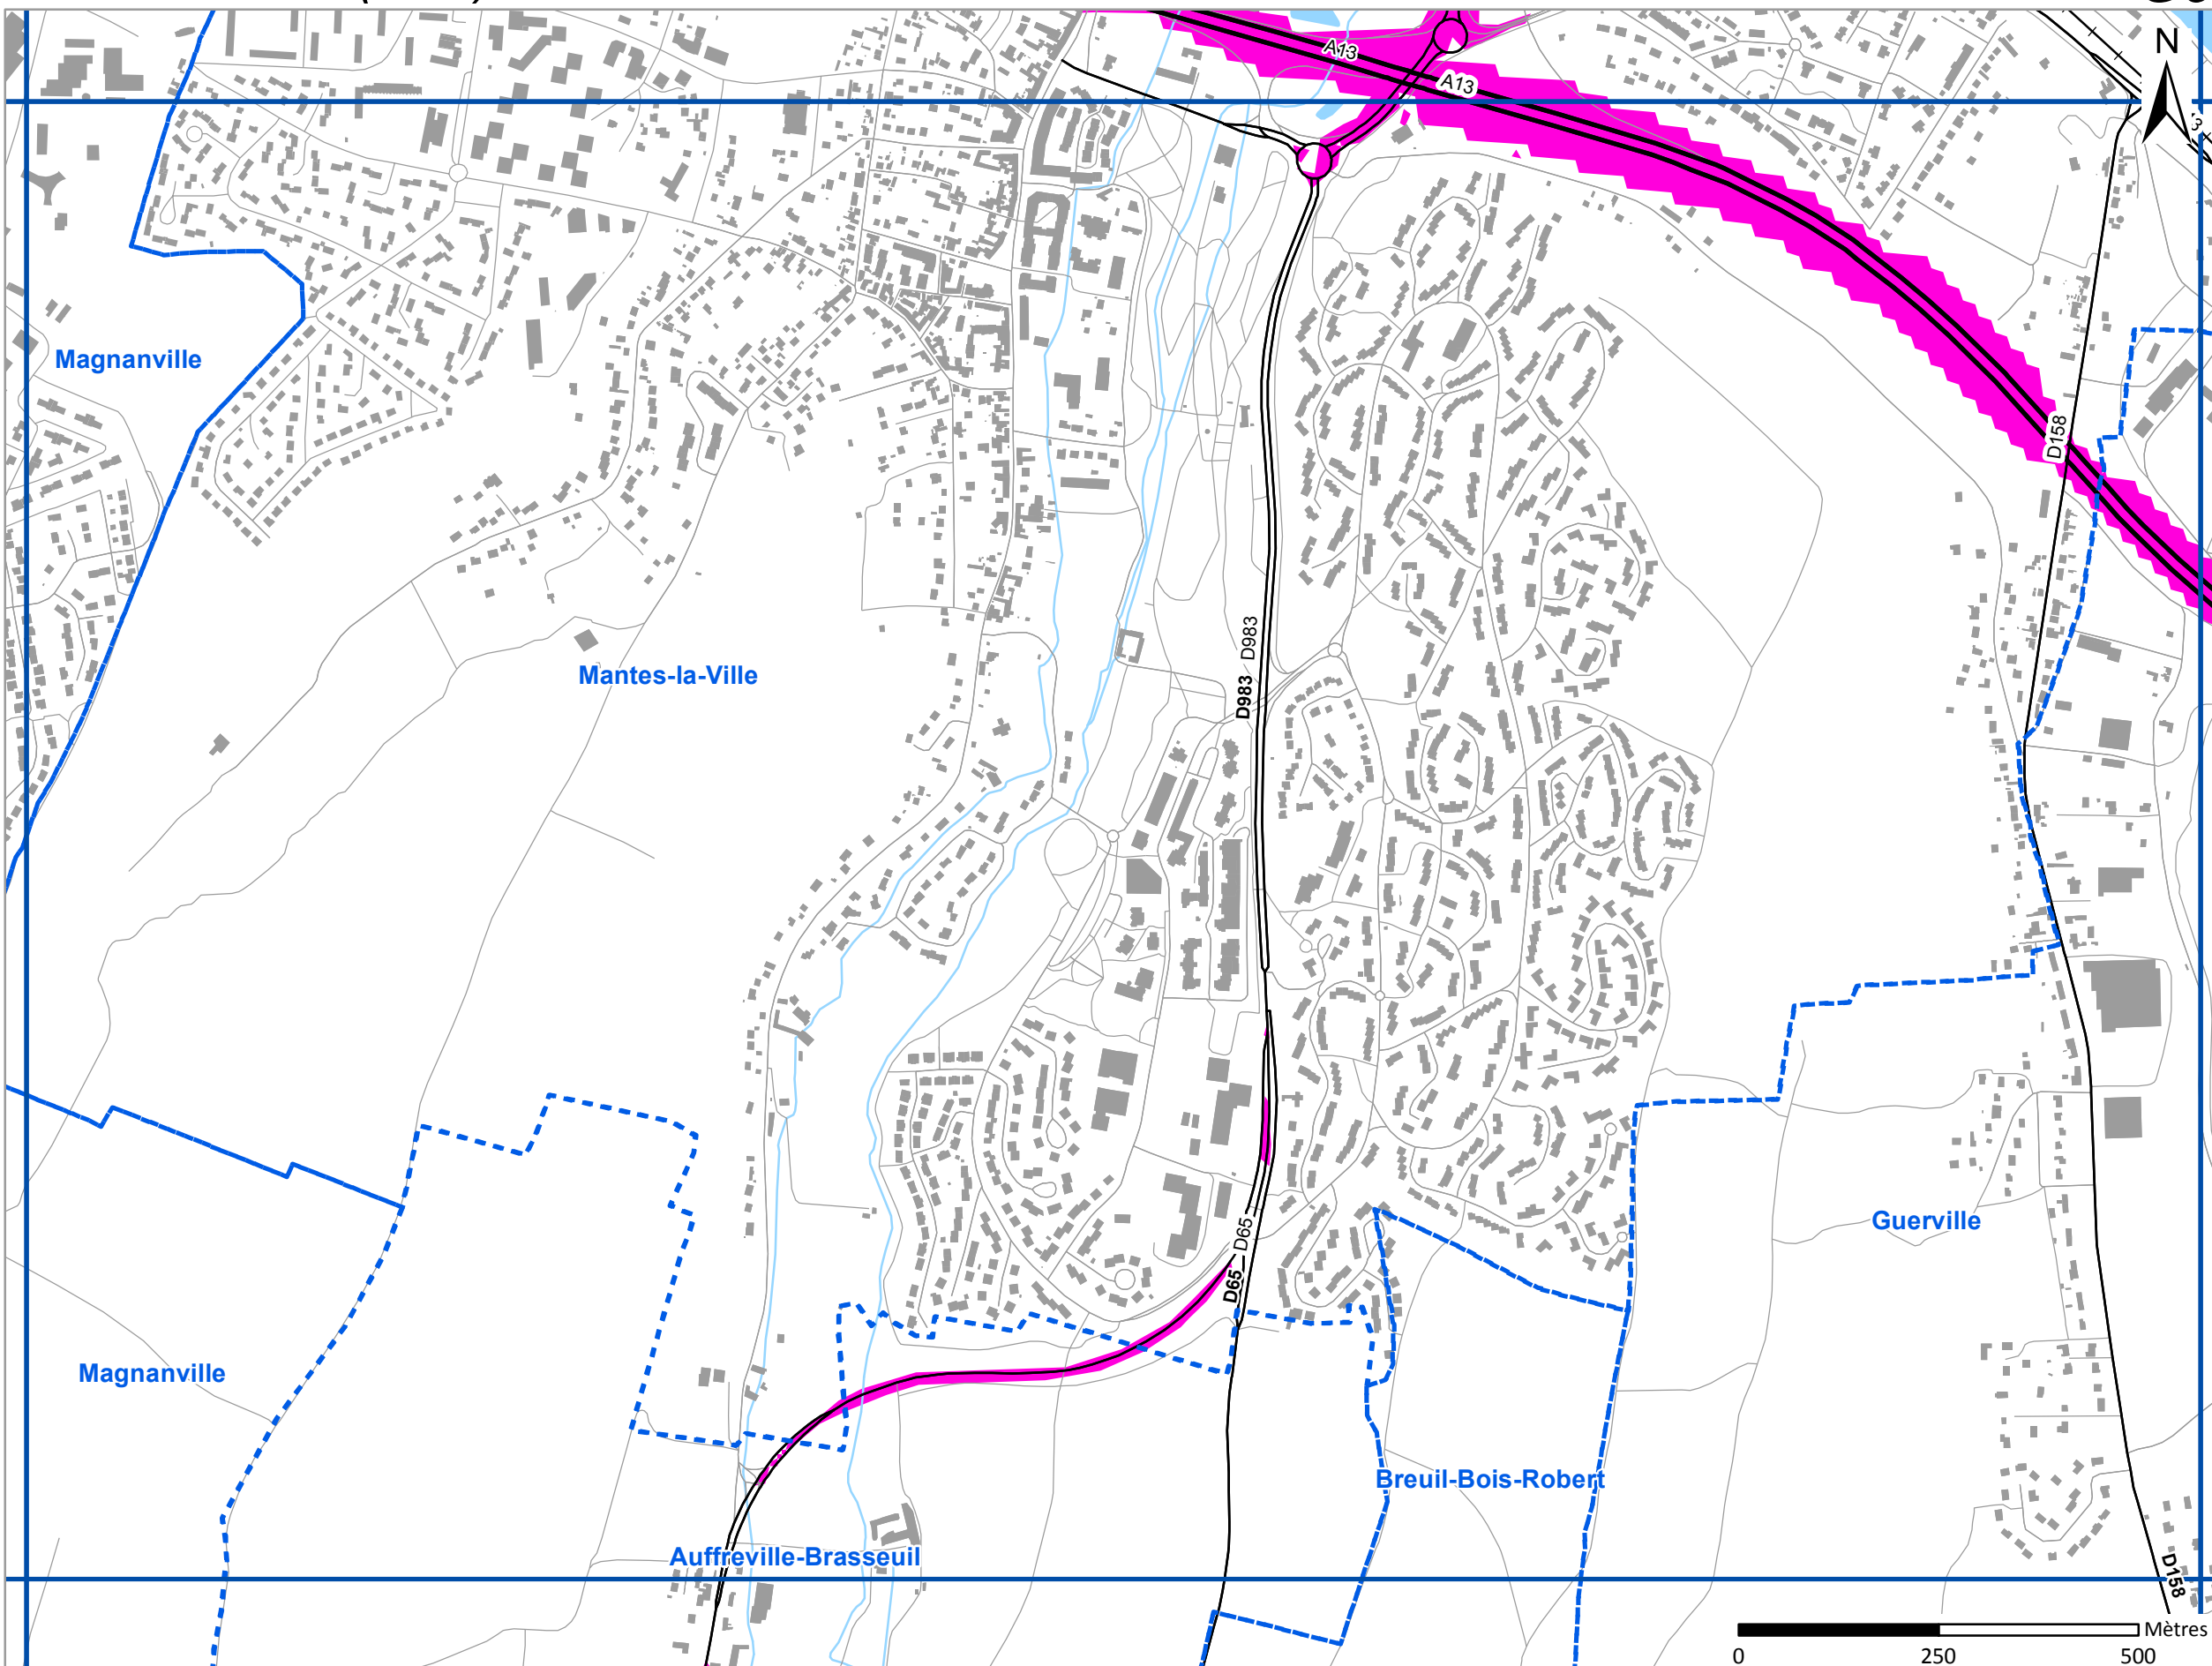 N
A13
A13
Magnanville
D158
D983
Mantes-la-Ville
D983
Guerville
D65
D65
Magnanville
Breuil-Bois-Robert
Auffreville-Brasseuil
D158
Mètres
0 250 500